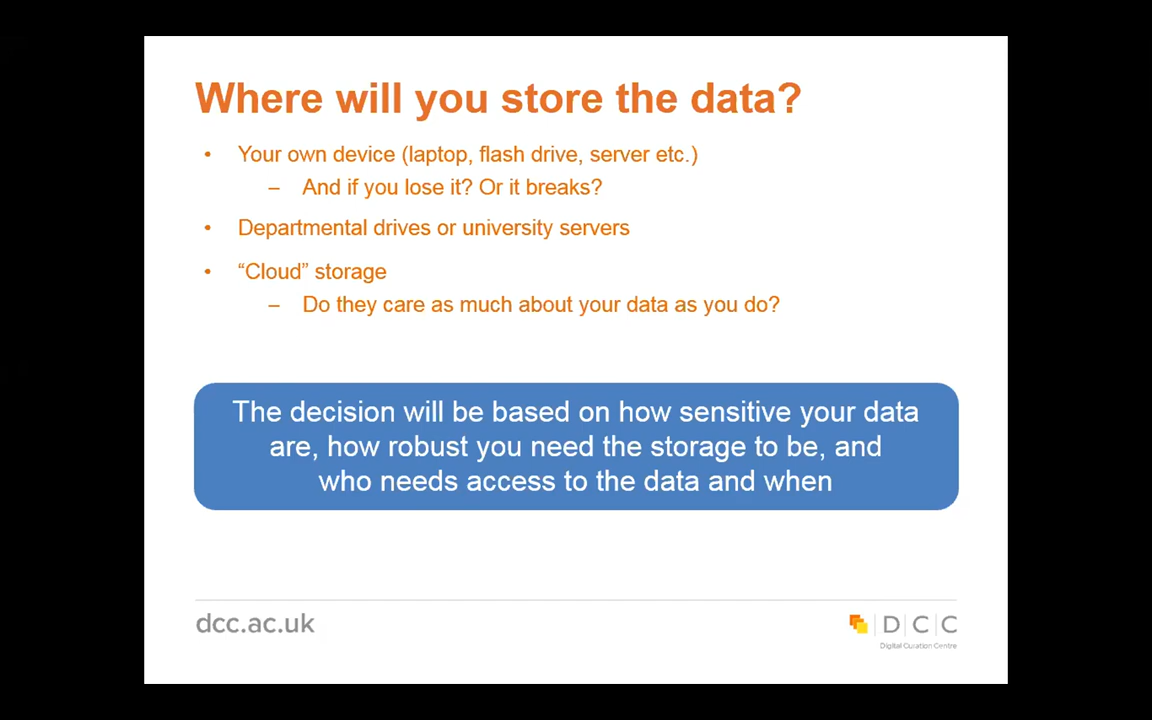 Where will you store the data?
• Your own device (laptop, flash drive, server etc.)
– And if you lose it? Or it breaks?
• Departmental drives or university servers
• “Cloud” storage
– Do they care as much about your data as you do?
The decision will be based on how sensitive your data
are, how robust you need the storage to be, and
who needs access to the data and when
dcc.ac.uk
D|C|C
Digital Curation Centre